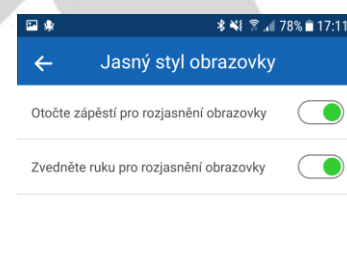 78% 17:11
Jasný styl obrazovky
Otočte zápěstí pro rozjasnění obrazovky
Zvedněte ruku pro rozjasnění obrazovky